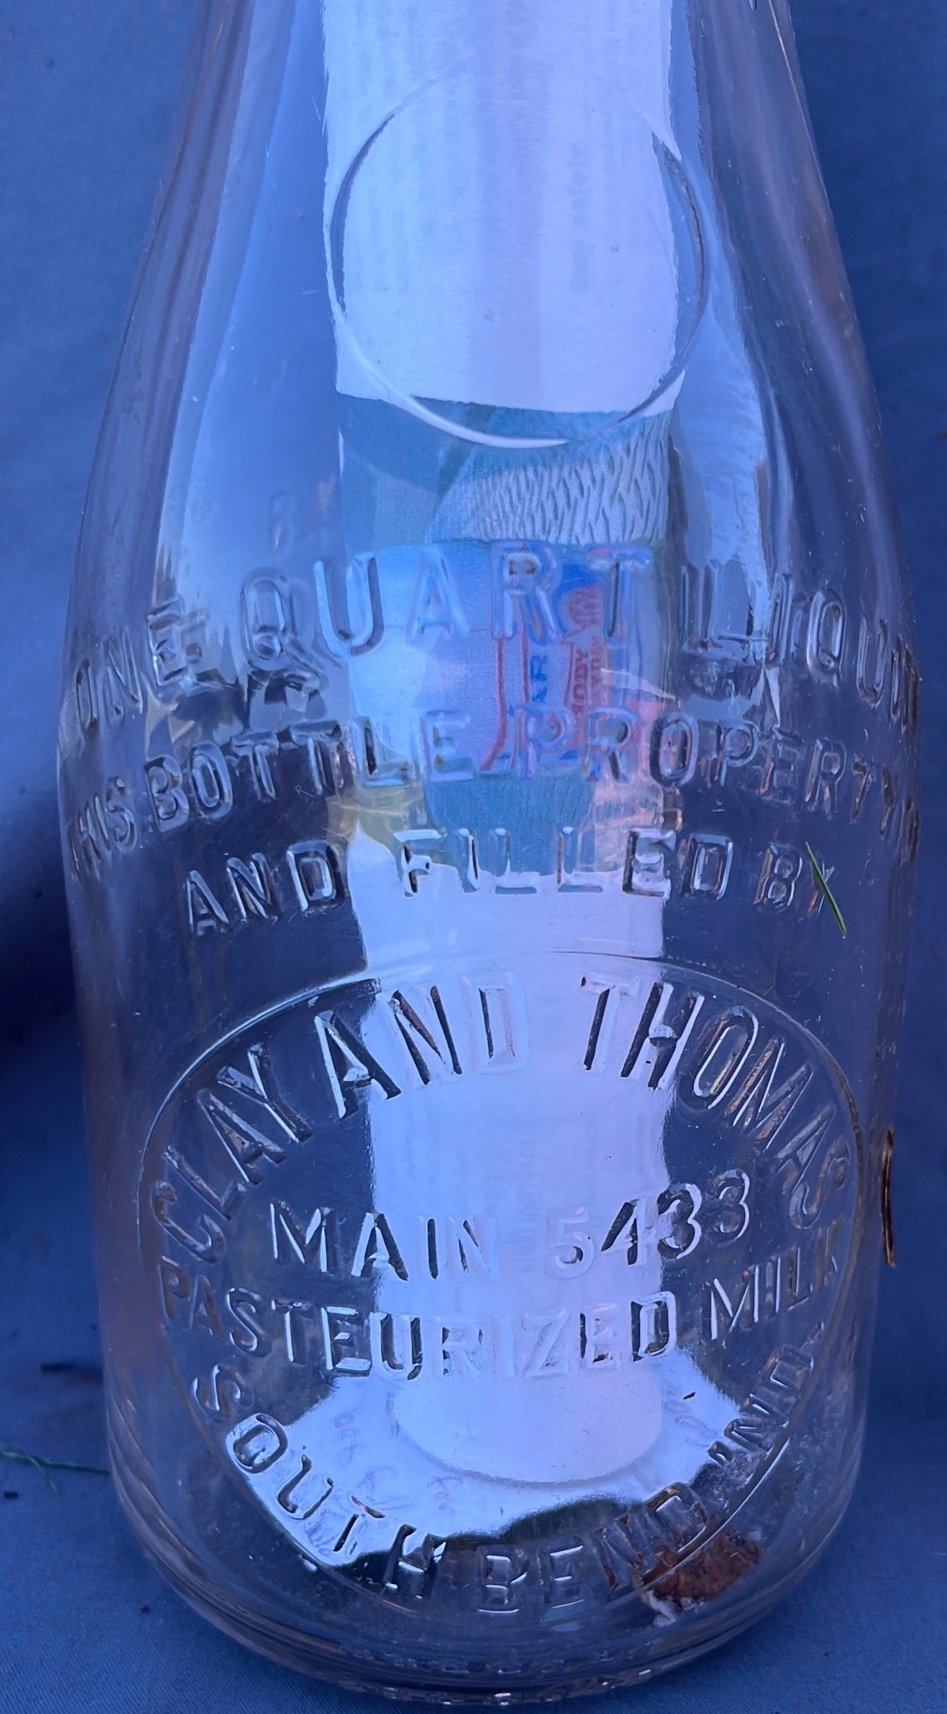 ONE QUART LIQUID
THIS BOTTLE PROPERTY
AND FILLED BY
CLAY AND THOMAS
MAIN 5433
PASTEURIZED MILK
SOUTH BEND, IND.